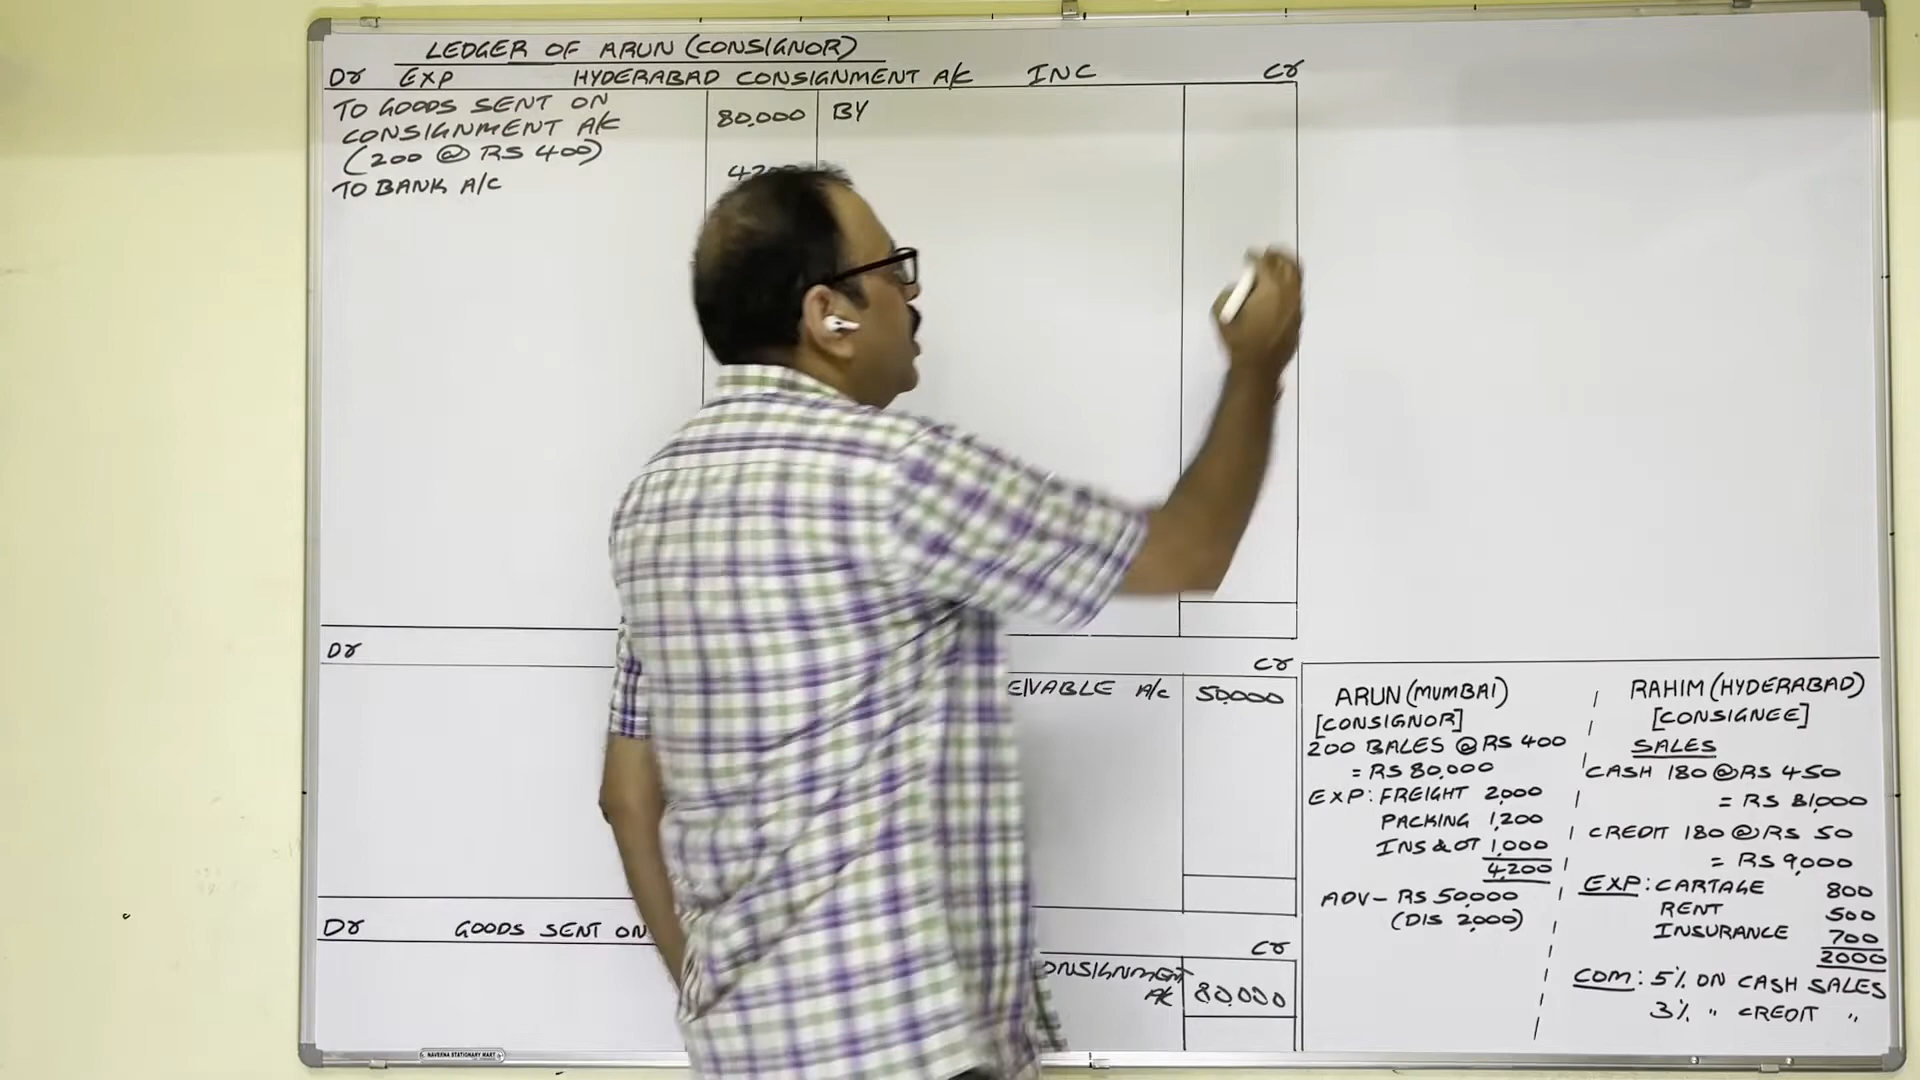 LEDGER OF ARUN (CONSIGNOR)
Dr EXP HYDERABAD CONSIGNMENT A/c INC Cr
TO GOODS SENT ON
CONSIGNMENT A/c
(200 @ RS 400)
80,000
BY
TO BANK A/c
Dr
Cr
A/c 50,000
Dr GOODS SENT ON
Cr
A/c 80,000
ARUN (MUMBAI)
[CONSIGNOR]
200 BALES @ RS 400
= RS 80,000
EXP: FREIGHT 2,000
PACKING 1,200
INS & OT 1,000
4,200
ADV - RS 50,000
(DIS 2,000)
RAHIM (HYDERABAD)
[CONSIGNEE]
SALES
CASH 180 @ RS 450
= RS 81,000
CREDIT 180 @ RS 50
= RS 9,000
EXP: CARTAGE 800
RENT 500
INSURANCE 700
2000
COM: 5% ON CASH SALES
3% " CREDIT "
NAVEENA STATIONARY MART